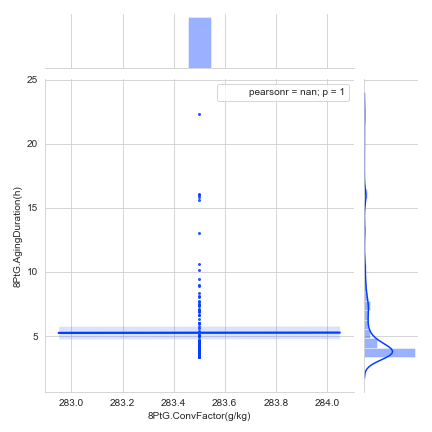 25
pearsonr = nan; p = 1
20
15
10
5
8PtG.AgingDuration(h)
283.0 283.2 283.4 283.6 283.8 284.0
8PtG.ConvFactor(g/kg)